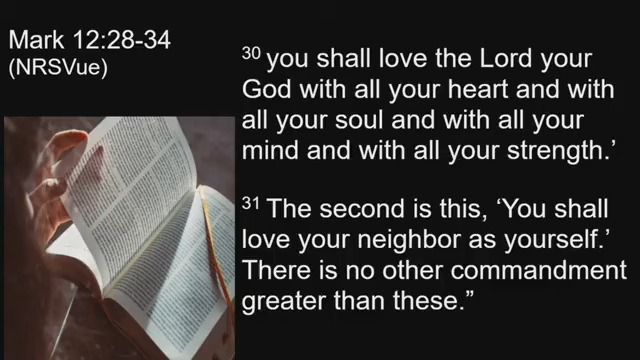 Mark 12:28-34
(NRSVue)
30 you shall love the Lord your
God with all your heart and with
all your soul and with all your
mind and with all your strength.’
31 The second is this, ‘You shall
love your neighbor as yourself.’
There is no other commandment
greater than these.”